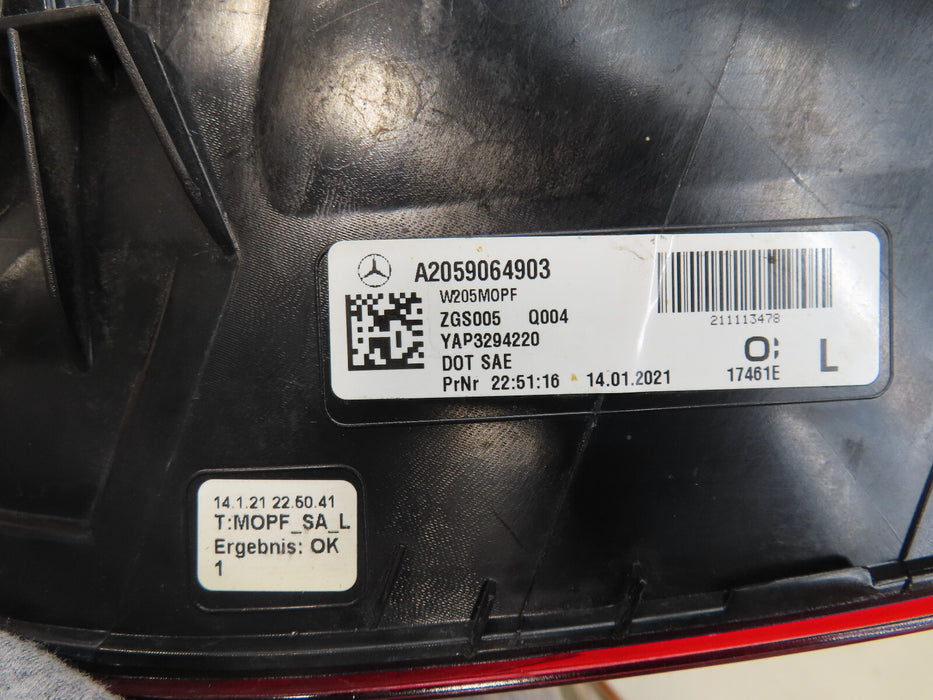 A2059064903
W205MOPF
ZGS005 Q004
YAP3294220
DOT SAE
PrNr 22:51:16 14.01.2021
211113478
O:
17461E
L
14.1.21 22.50.41
T:MOPF_SA_L
Ergebnis: OK
1